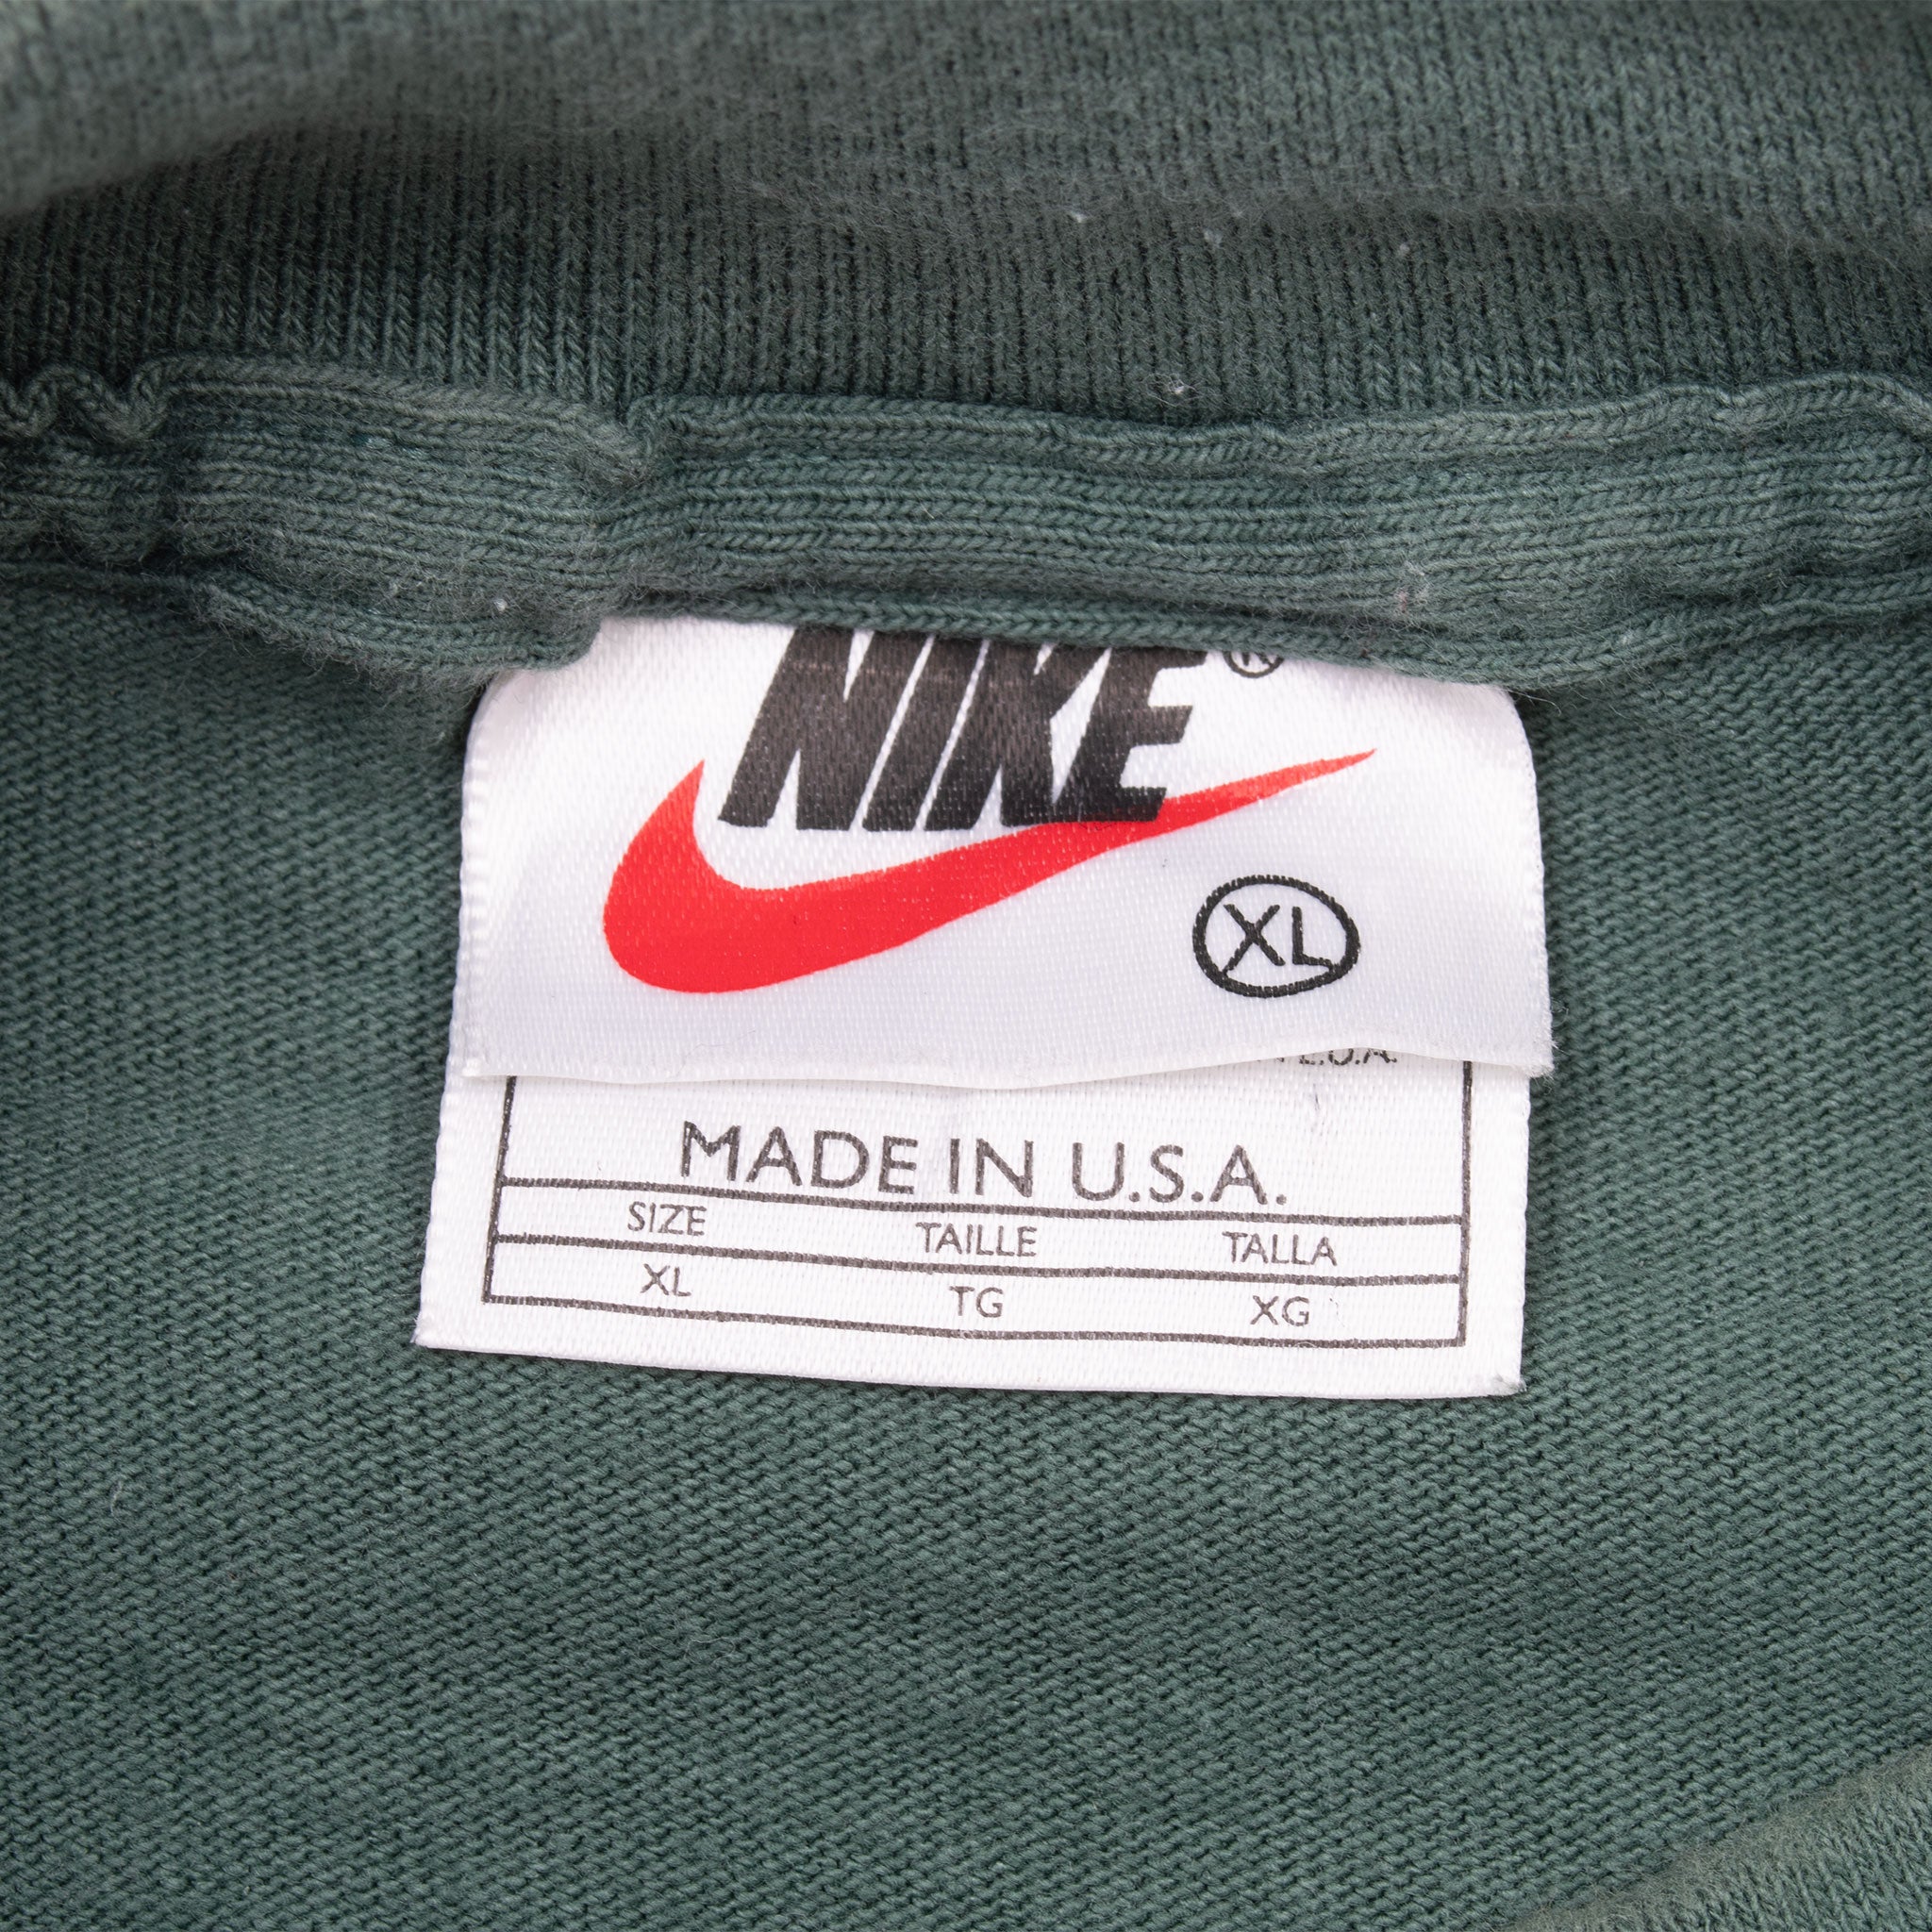 NIKE®
XL
MADE IN U.S.A.
SIZE TAILLE TALLA
XL TG XG